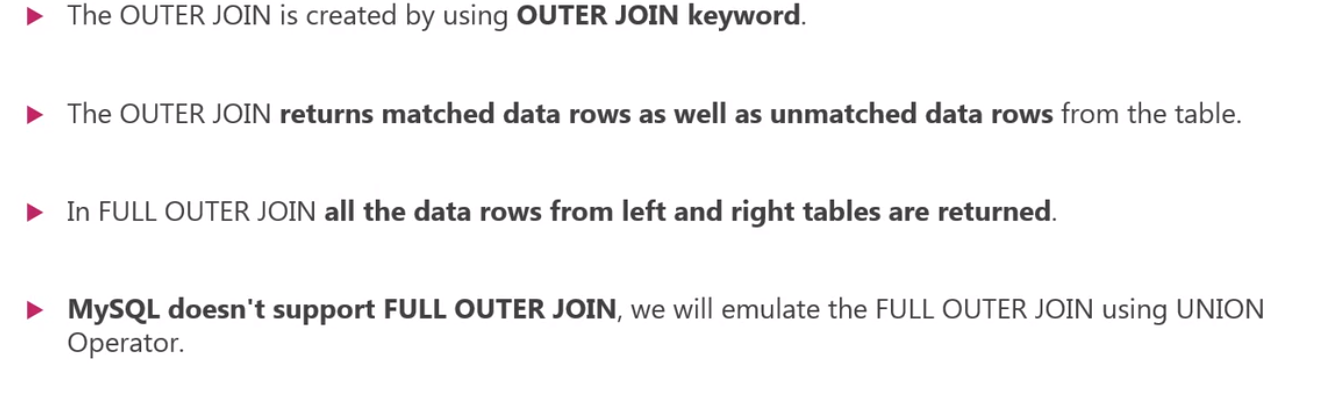 The OUTER JOIN is created by using OUTER JOIN keyword.
The OUTER JOIN returns matched data rows as well as unmatched data rows from the table.
In FULL OUTER JOIN all the data rows from left and right tables are returned.
MySQL doesn't support FULL OUTER JOIN, we will emulate the FULL OUTER JOIN using UNION
Operator.